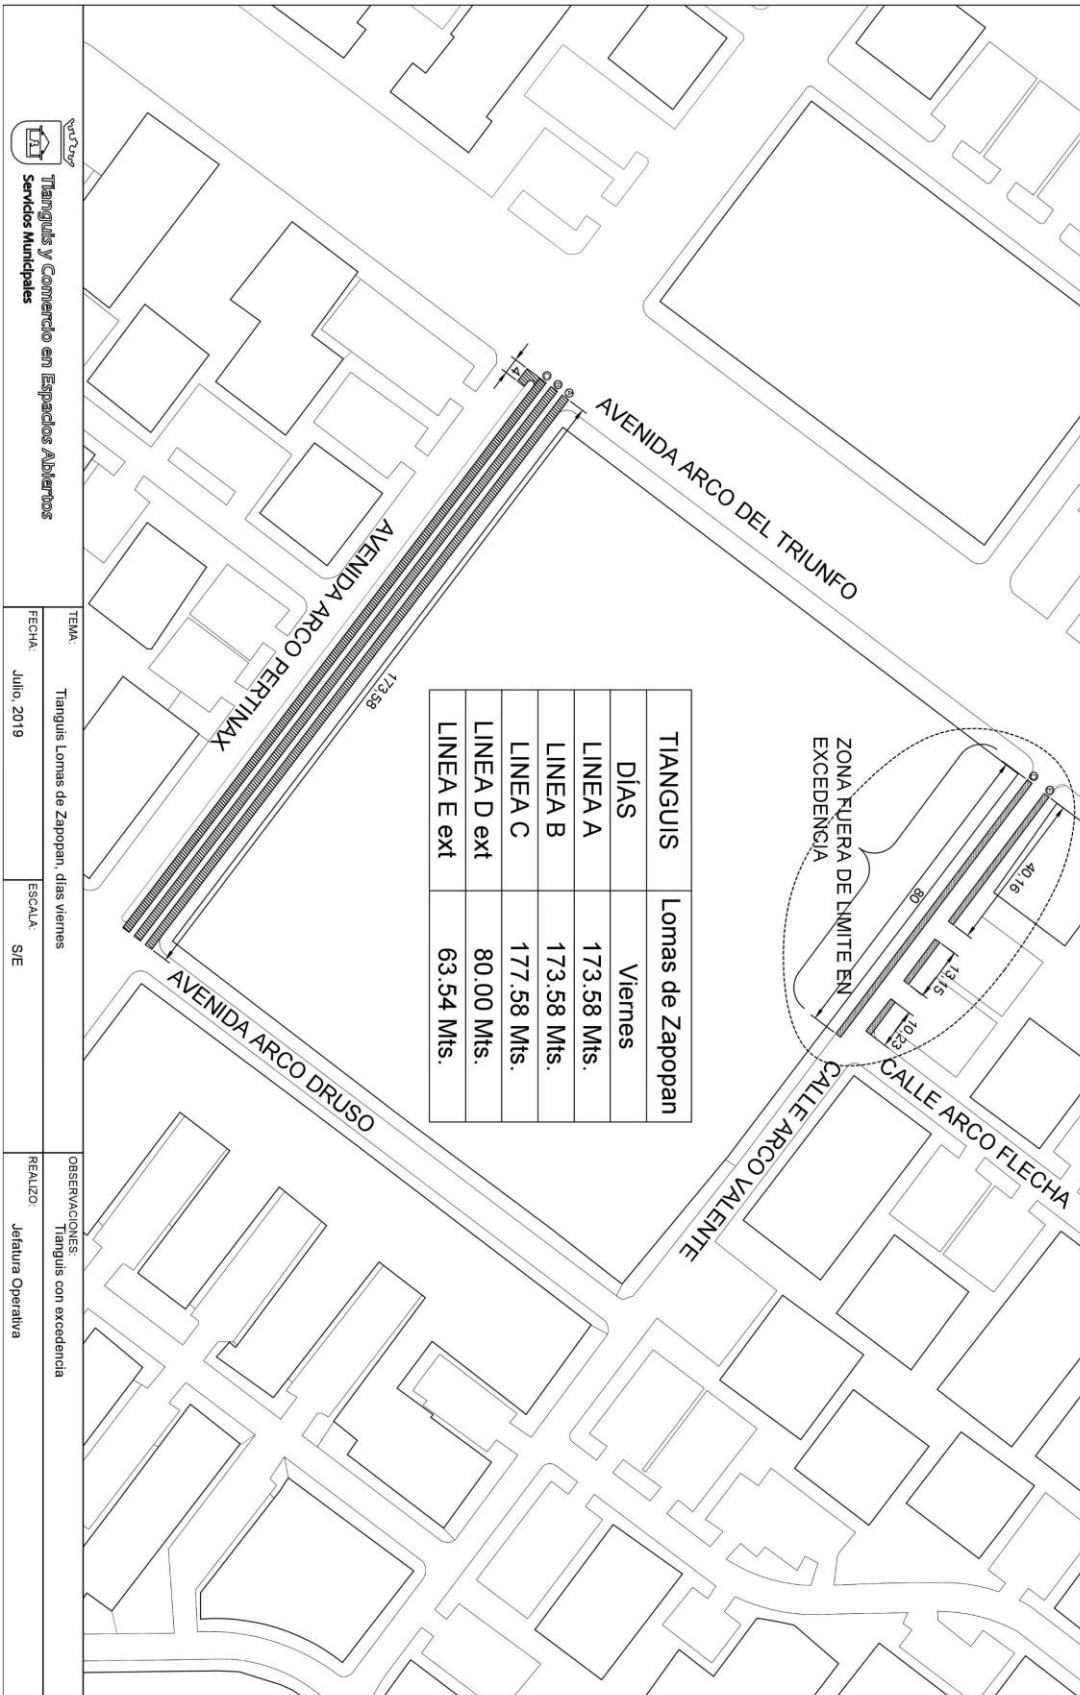 AVENIDA ARCO DEL TRIUNFO
ZONA FUERA DE LIMITE EN
EXCEDENCIA
40,16
80
13,15
10,23
CALLE ARCO FLECHA
CALLE ARCO VALENTE
4
AVENIDA ARCO PERTINAX
173,58
AVENIDA ARCO DRUSO
TIANGUIS Lomas de Zapopan
DÍAS Viernes
LINEA A 173.58 Mts.
LINEA B 173.58 Mts.
LINEA C 177.58 Mts.
LINEA D ext 80.00 Mts.
LINEA E ext 63.54 Mts.
Tianguis y Comercio en Espacios Abiertos
Servicios Municipales
TEMA:
Tianguis Lomas de Zapopan, días viernes
OBSERVACIONES:
Tianguis con excedencia
FECHA: Julio, 2019
ESCALA: S/E
REALIZO: Jefatura Operativa